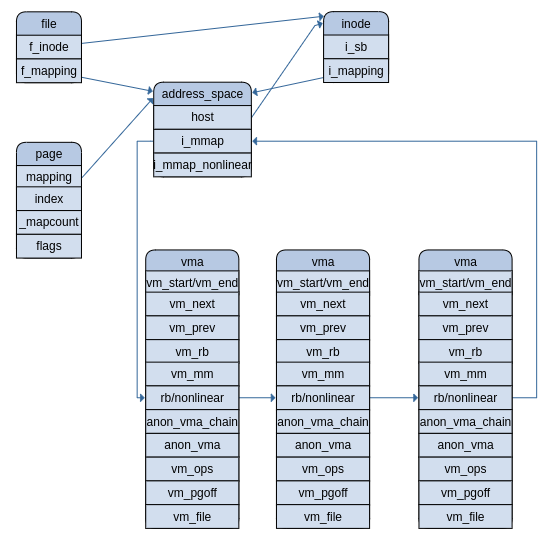 file
f_inode
f_mapping
inode
i_sb
i_mapping
address_space
host
i_mmap
i_mmap_nonlinear
page
mapping
index
_mapcount
flags
vma
vm_start/vm_end
vm_next
vm_prev
vm_rb
vm_mm
rb/nonlinear
anon_vma_chain
anon_vma
vm_ops
vm_pgoff
vm_file
vma
vm_start/vm_end
vm_next
vm_prev
vm_rb
vm_mm
rb/nonlinear
anon_vma_chain
anon_vma
vm_ops
vm_pgoff
vm_file
vma
vm_start/vm_end
vm_next
vm_prev
vm_rb
vm_mm
rb/nonlinear
anon_vma_chain
anon_vma
vm_ops
vm_pgoff
vm_file